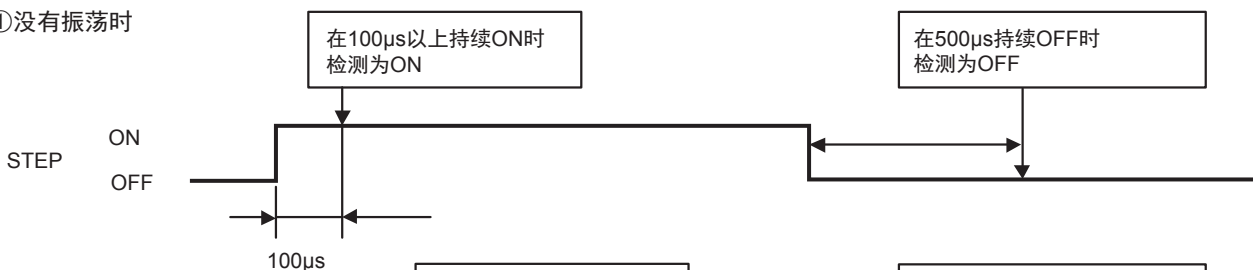 ①没有振荡时
在100μs以上持续ON时
检测为ON
在500μs持续OFF时
检测为OFF
ON
STEP
OFF
100μs